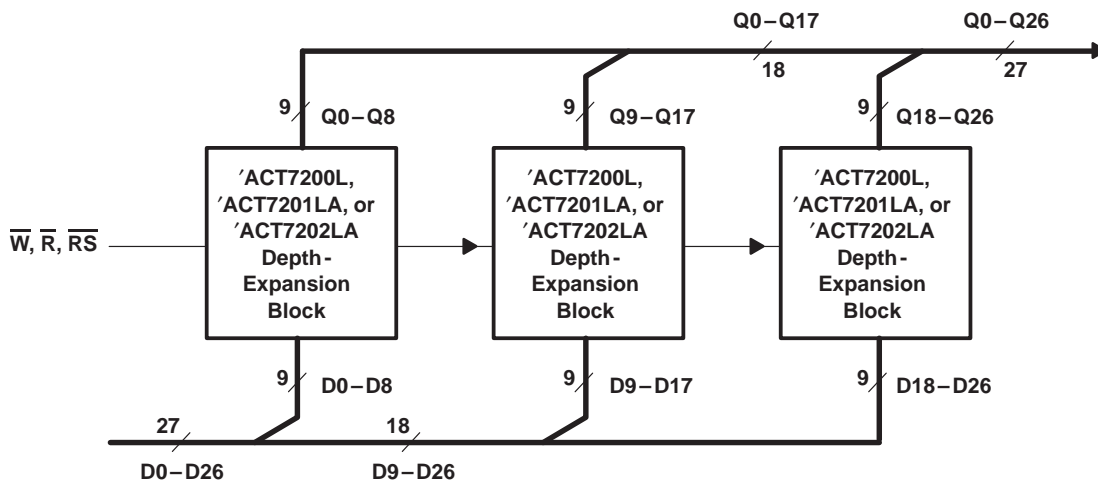 Q0–Q17
Q0–Q26
18
27
9
Q0–Q8
9
Q9–Q17
9
Q18–Q26
′ACT7200L,
′ACT7201LA, or
′ACT7202LA
Depth-
Expansion
Block
′ACT7200L,
′ACT7201LA, or
′ACT7202LA
Depth-
Expansion
Block
′ACT7200L,
′ACT7201LA, or
′ACT7202LA
Depth-
Expansion
Block
W̅, R̅, R̅S̅
9
D0–D8
9
D9–D17
9
D18–D26
27
18
D0–D26
D9–D26